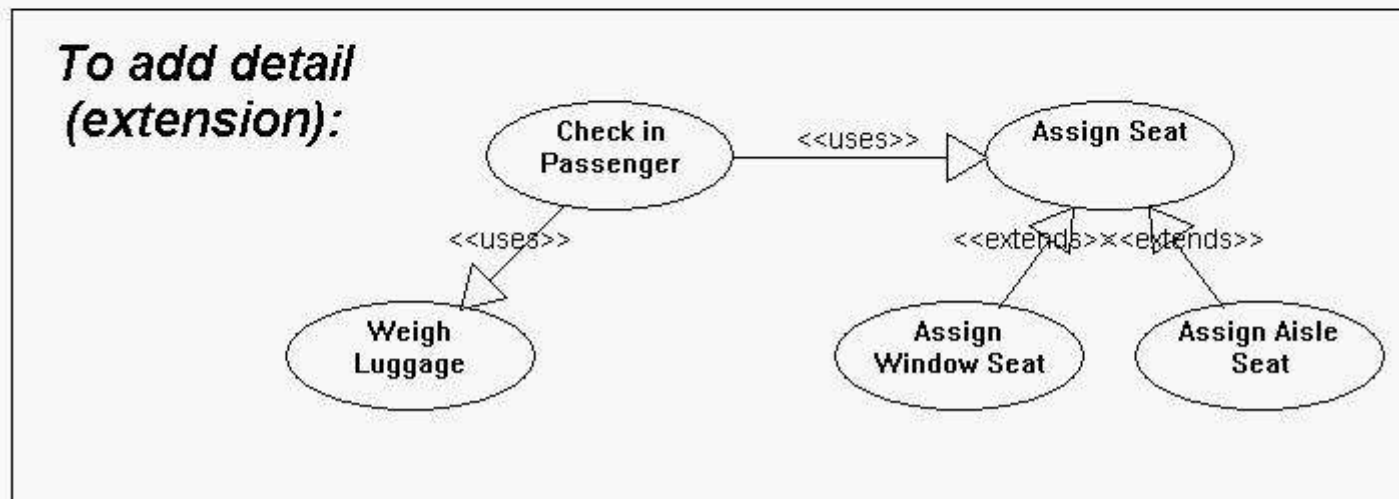 To add detail
(extension):
Check in
Passenger
<<uses>>
Assign Seat
<<uses>>
<<extends>>
<<extends>>
Weigh
Luggage
Assign
Window Seat
Assign Aisle
Seat